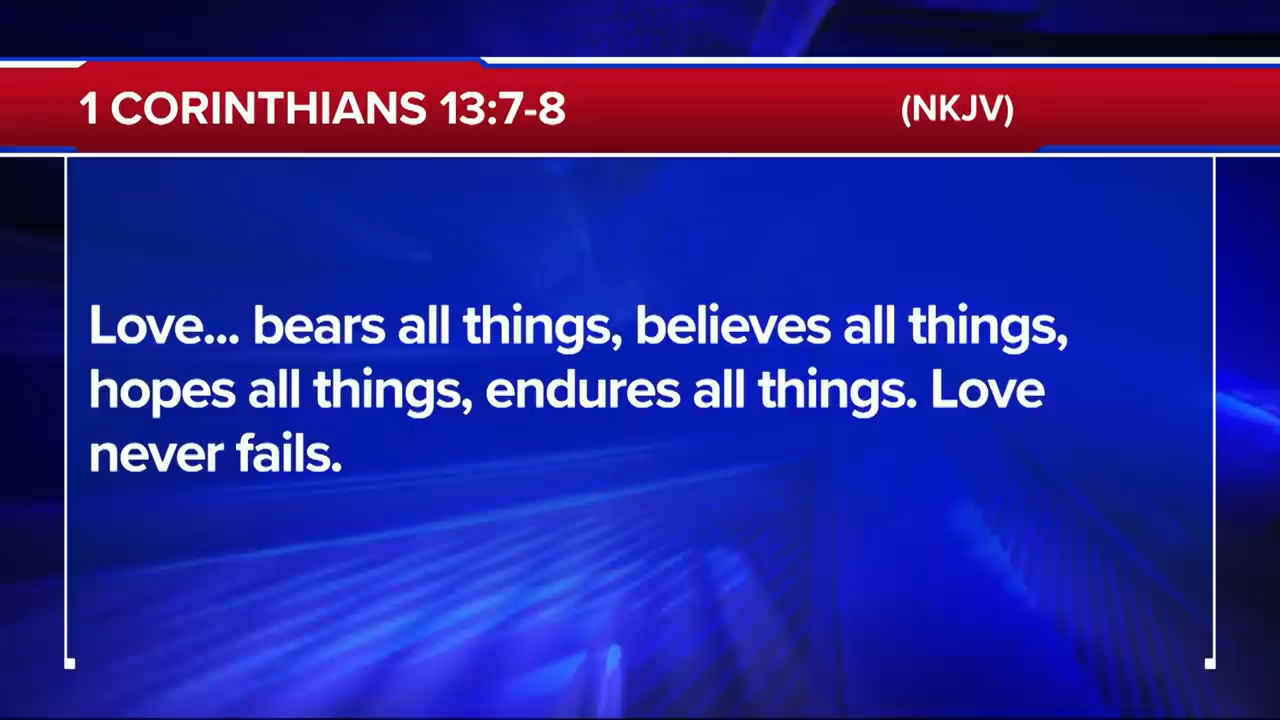 1 CORINTHIANS 13:7-8 (NKJV)
Love... bears all things, believes all things,
hopes all things, endures all things. Love
never fails.